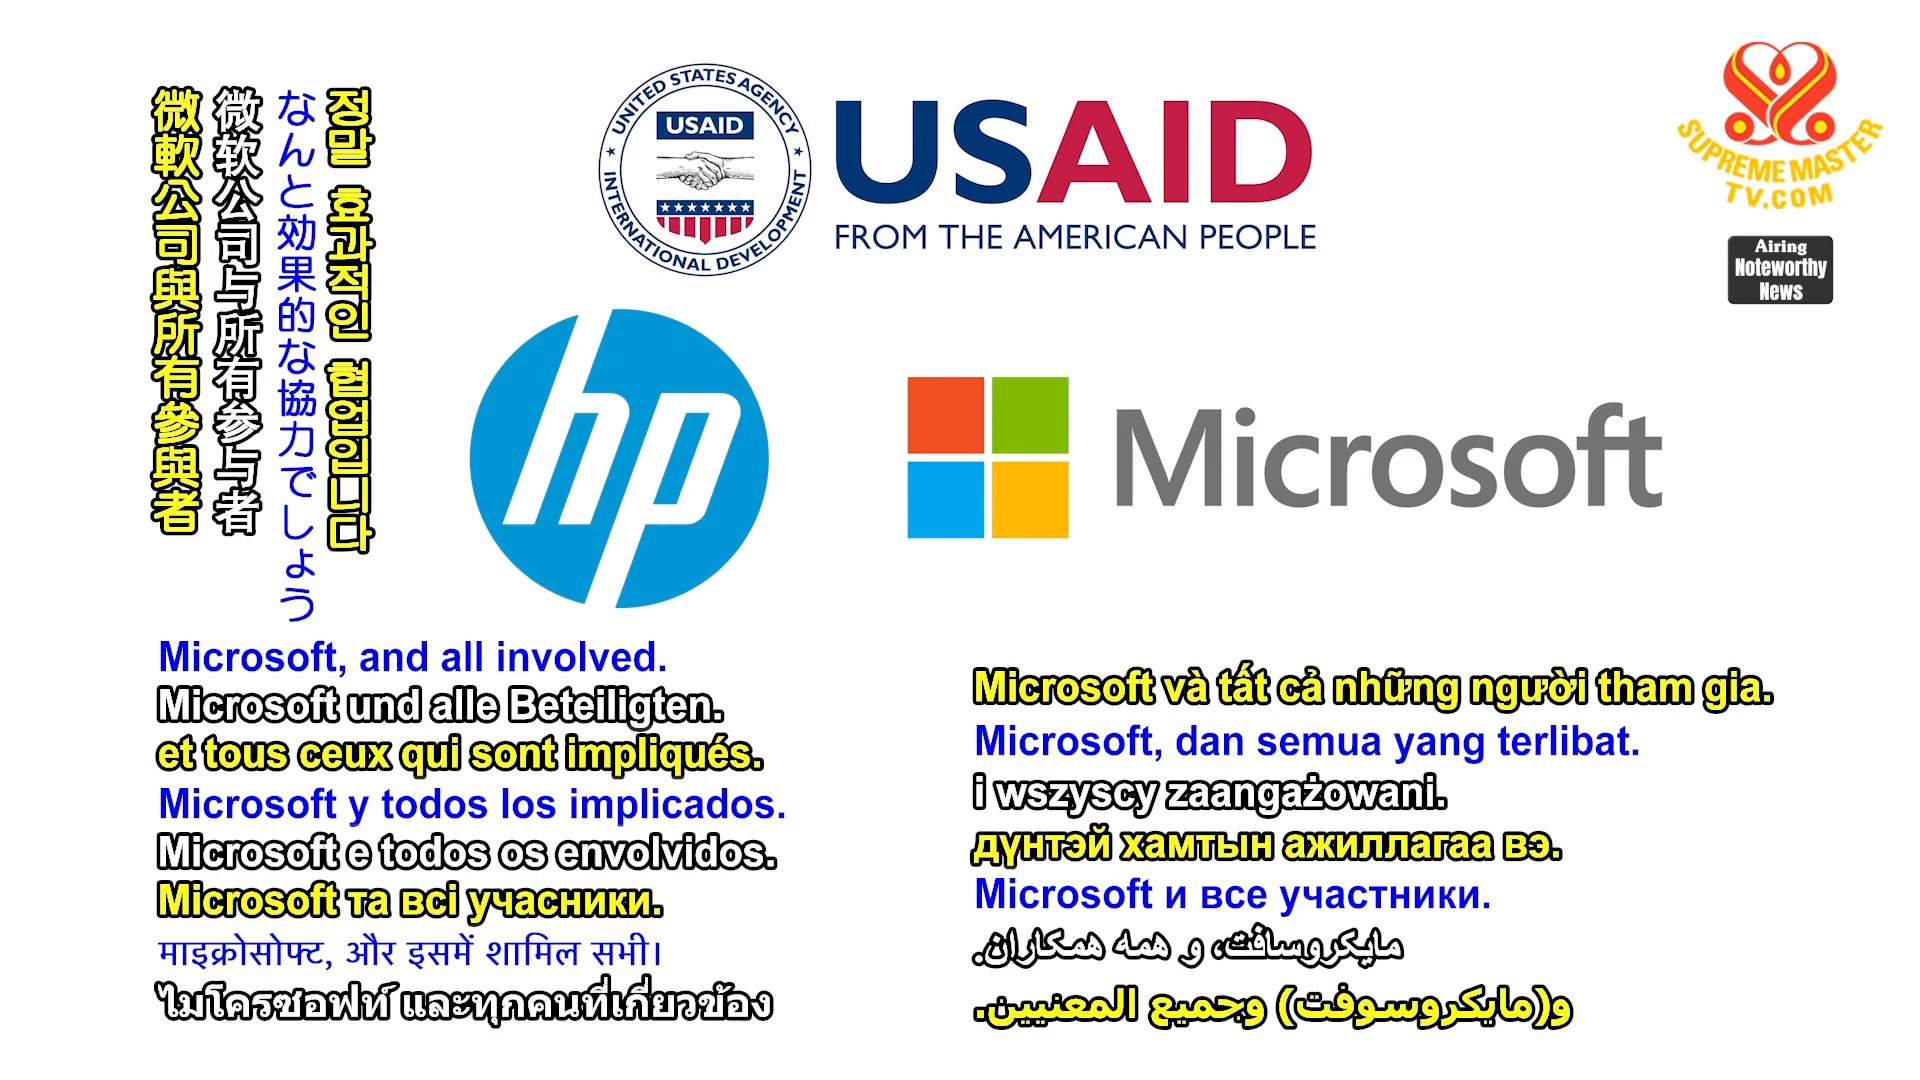 微軟公司與所有參與者
微软公司与所有参与者
なんと効果的な協力でしょう
정말 효과적인 협업입니다
UNITED STATES AGENCY
USAID
INTERNATIONAL DEVELOPMENT
USAID
FROM THE AMERICAN PEOPLE
SUPREME MASTER
TV.COM
Airing
Noteworthy
News
hp
Microsoft
Microsoft, and all involved.
Microsoft und alle Beteiligten.
et tous ceux qui sont impliqués.
Microsoft y todos los implicados.
Microsoft e todos os envolvidos.
Microsoft та всі учасники.
माइक्रोसोफ्ट, और इसमें शामिल सभी।
ไมโครซอฟท์ และทุกคนที่เกี่ยวข้อง
Microsoft và tất cả những người tham gia.
Microsoft, dan semua yang terlibat.
i wszyscy zaangażowani.
дүнтэй хамтын ажиллагаа вэ.
Microsoft и все участники.
مایکروسافت، و همه همکاران.
و(مايكروسوفت) وجميع المعنيين.